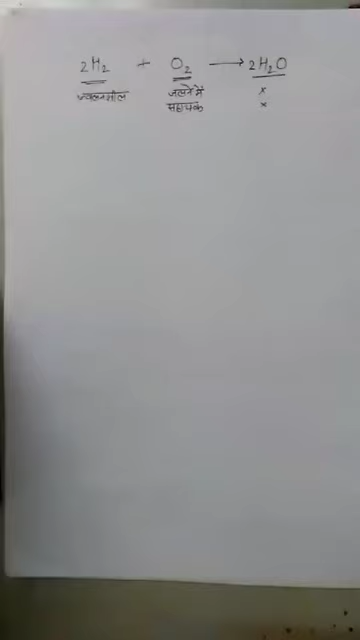 2H₂ + O₂ → 2H₂O
ज्वलनशील जलने में x
सहायक x